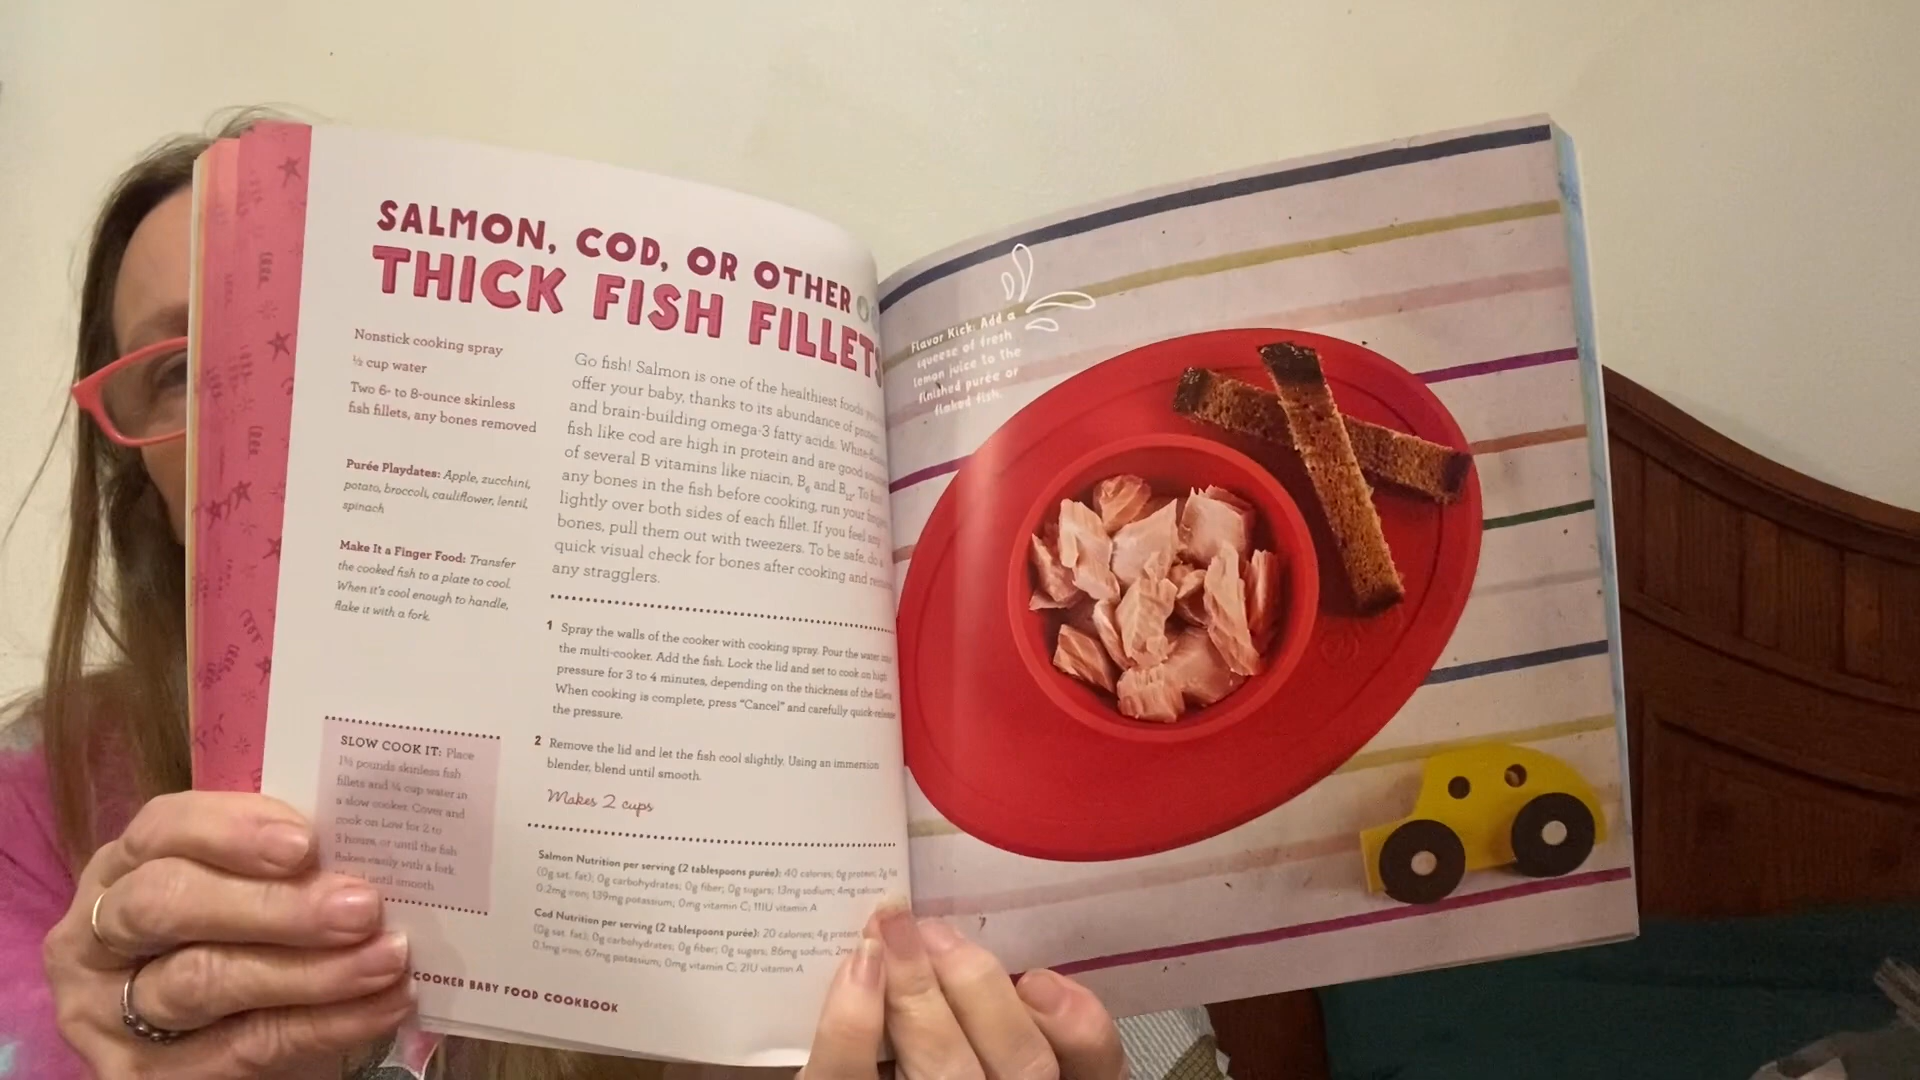 SALMON, COD, OR OTHER
THICK FISH FILLETS
Nonstick cooking spray
½ cup water
Two 6- to 8-ounce skinless
fish fillets, any bones removed
Purée Playdates: Apple, zucchini,
potato, broccoli, cauliflower, lentil,
spinach
Make It a Finger Food: Transfer
the cooked fish to a plate to cool.
When it's cool enough to handle,
flake it with a fork.
SLOW COOK IT: Place
pounds skinless fish
fillets and cup water in
a slow cooker. Cover and
cook on Low for 2 to
3 hours, or until the fish
flakes easily with a fork.
until smooth
Go fish! Salmon is one of the healthiest foods
offer your baby, thanks to its abundance of
and brain-building omega-3 fatty acids.
fish like cod are high in protein and are good
of several B vitamins like niacin, B6 and B12. To
any bones in the fish before cooking, run your
lightly over both sides of each fillet. If you feel any
bones, pull them out with tweezers. To be safe, do a
quick visual check for bones after cooking and
any stragglers.
1 Spray the walls of the cooker with cooking spray. Pour the water
the multi-cooker. Add the fish. Lock the lid and set to cook on high
pressure for 3 to 4 minutes, depending on the thickness of the
When cooking is complete, press "Cancel" and carefully
the pressure.
2 Remove the lid and let the fish cool slightly. Using an immersion
blender, blend until smooth.
Makes 2 cups
Salmon Nutrition per serving (2 tablespoons purée): 40 calories; 6g protein; 2g
(0g sat. fat); 0g carbohydrates; 0g fiber; 0g sugars; 13mg sodium; 4mg calcium;
0.2mg iron; 139mg potassium; 0mg vitamin C; 111IU vitamin A
Cod Nutrition per serving (2 tablespoons purée): 20 calories; 4g
(0g sat. fat); 0g carbohydrates; 0g fiber; 0g sugars; 86mg sodium; 2mg
0.1mg iron; 67mg potassium; 0mg vitamin C; 21U vitamin A
COOKER BABY FOOD COOKBOOK
Flavor Kick: Add a
squeeze of fresh
lemon juice to the
finished purée or
flaked fish.